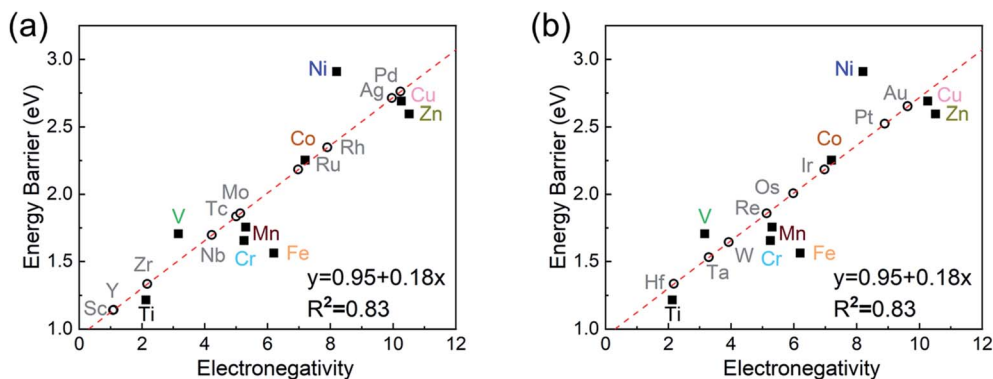 (a)
Energy Barrier (eV)
3.0
2.5
2.0
1.5
1.0
Ni
Pd
Ag
Cu
Zn
Co
Rh
Ru
Mo
Tc
V
Nb
Mn
Cr
Fe
Zr
Y
Sc
Ti
y=0.95+0.18x
R²=0.83
0 2 4 6 8 10 12
Electronegativity
(b)
Energy Barrier (eV)
3.0
2.5
2.0
1.5
1.0
Ni
Au
Cu
Zn
Pt
Co
Ir
Os
Re
V
W
Ta
Mn
Cr
Fe
Hf
Ti
y=0.95+0.18x
R²=0.83
0 2 4 6 8 10 12
Electronegativity